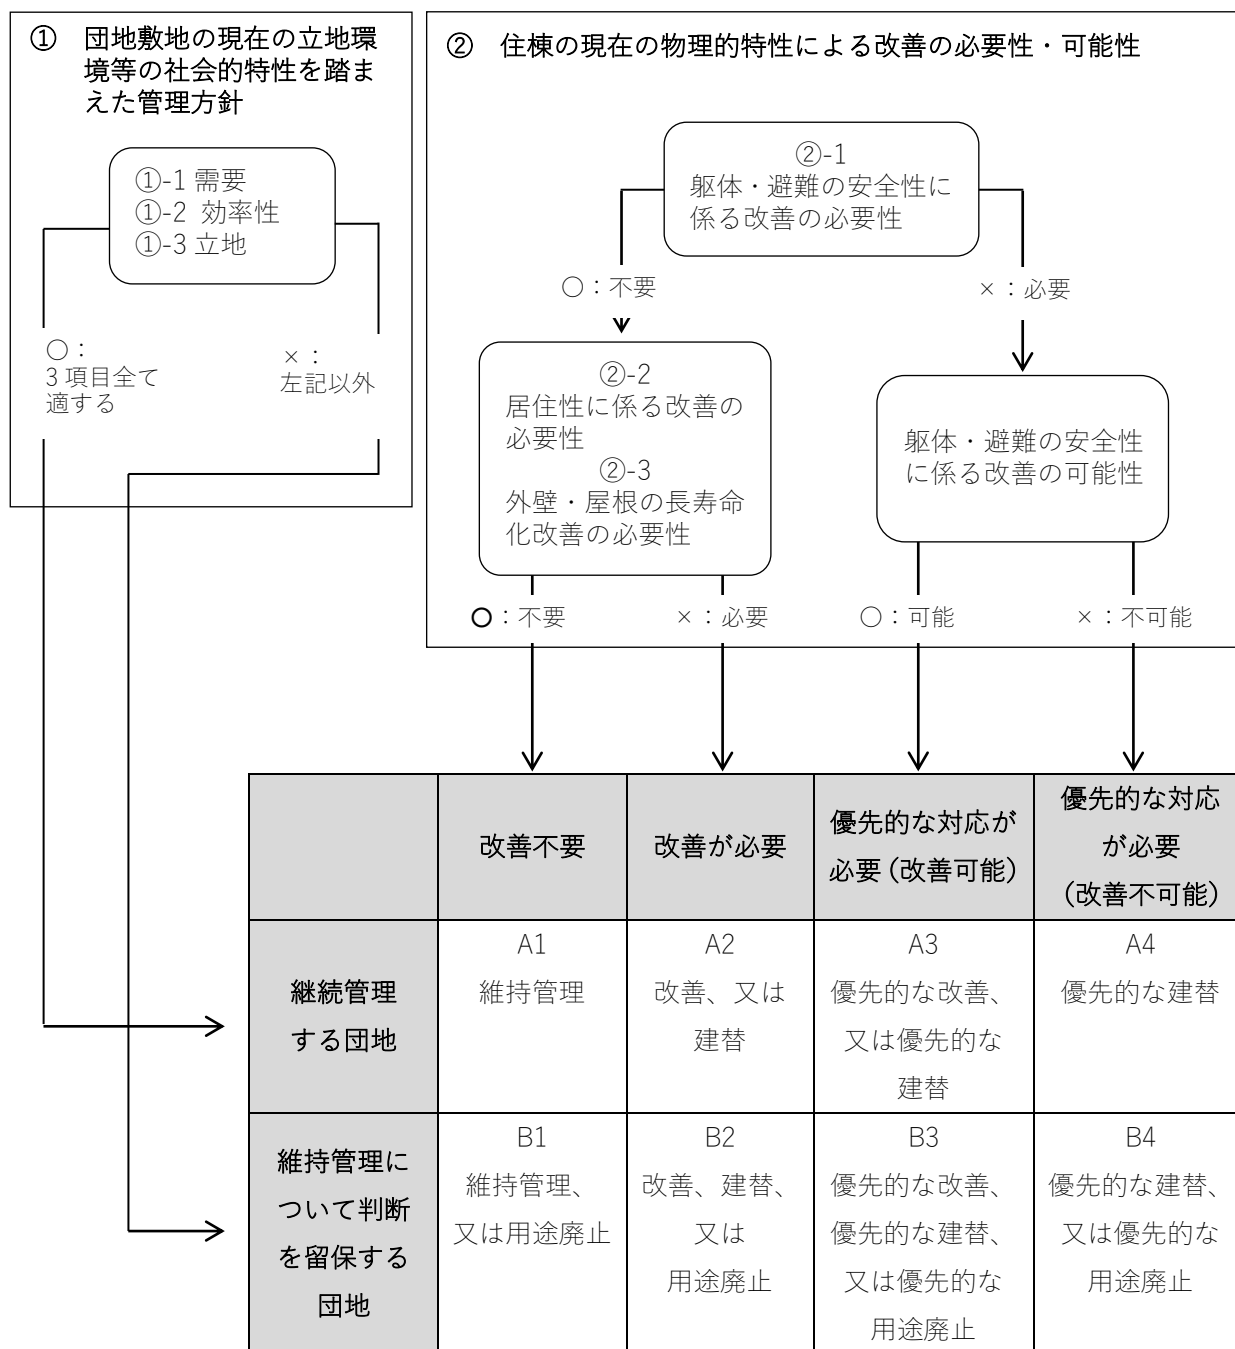 ① 団地敷地の現在の立地環
境等の社会的特性を踏ま
えた管理方針
①-1 需要
①-2 効率性
①-3 立地
○：
3 項目全て
適する
×：
左記以外
② 住棟の現在の物理的特性による改善の必要性・可能性
②-1
躯体・避難の安全性に
係る改善の必要性
○：不要
×：必要
②-2
居住性に係る改善の
必要性
②-3
外壁・屋根の長寿命
化改善の必要性
躯体・避難の安全性
に係る改善の可能性
○：不要
×：必要
○：可能
×：不可能
改善不要
改善が必要
優先的な対応が
必要（改善可能）
優先的な対応
が必要
（改善不可能）
継続管理
する団地
A1
維持管理
A2
改善、又は
建替
A3
優先的な改善、
又は優先的な
建替
A4
優先的な建替
維持管理に
ついて判断
を留保する
団地
B1
維持管理、
又は用途廃止
B2
改善、建替、
又は
用途廃止
B3
優先的な改善、
優先的な建替、
又は優先的な
用途廃止
B4
優先的な建替、
又は優先的な
用途廃止